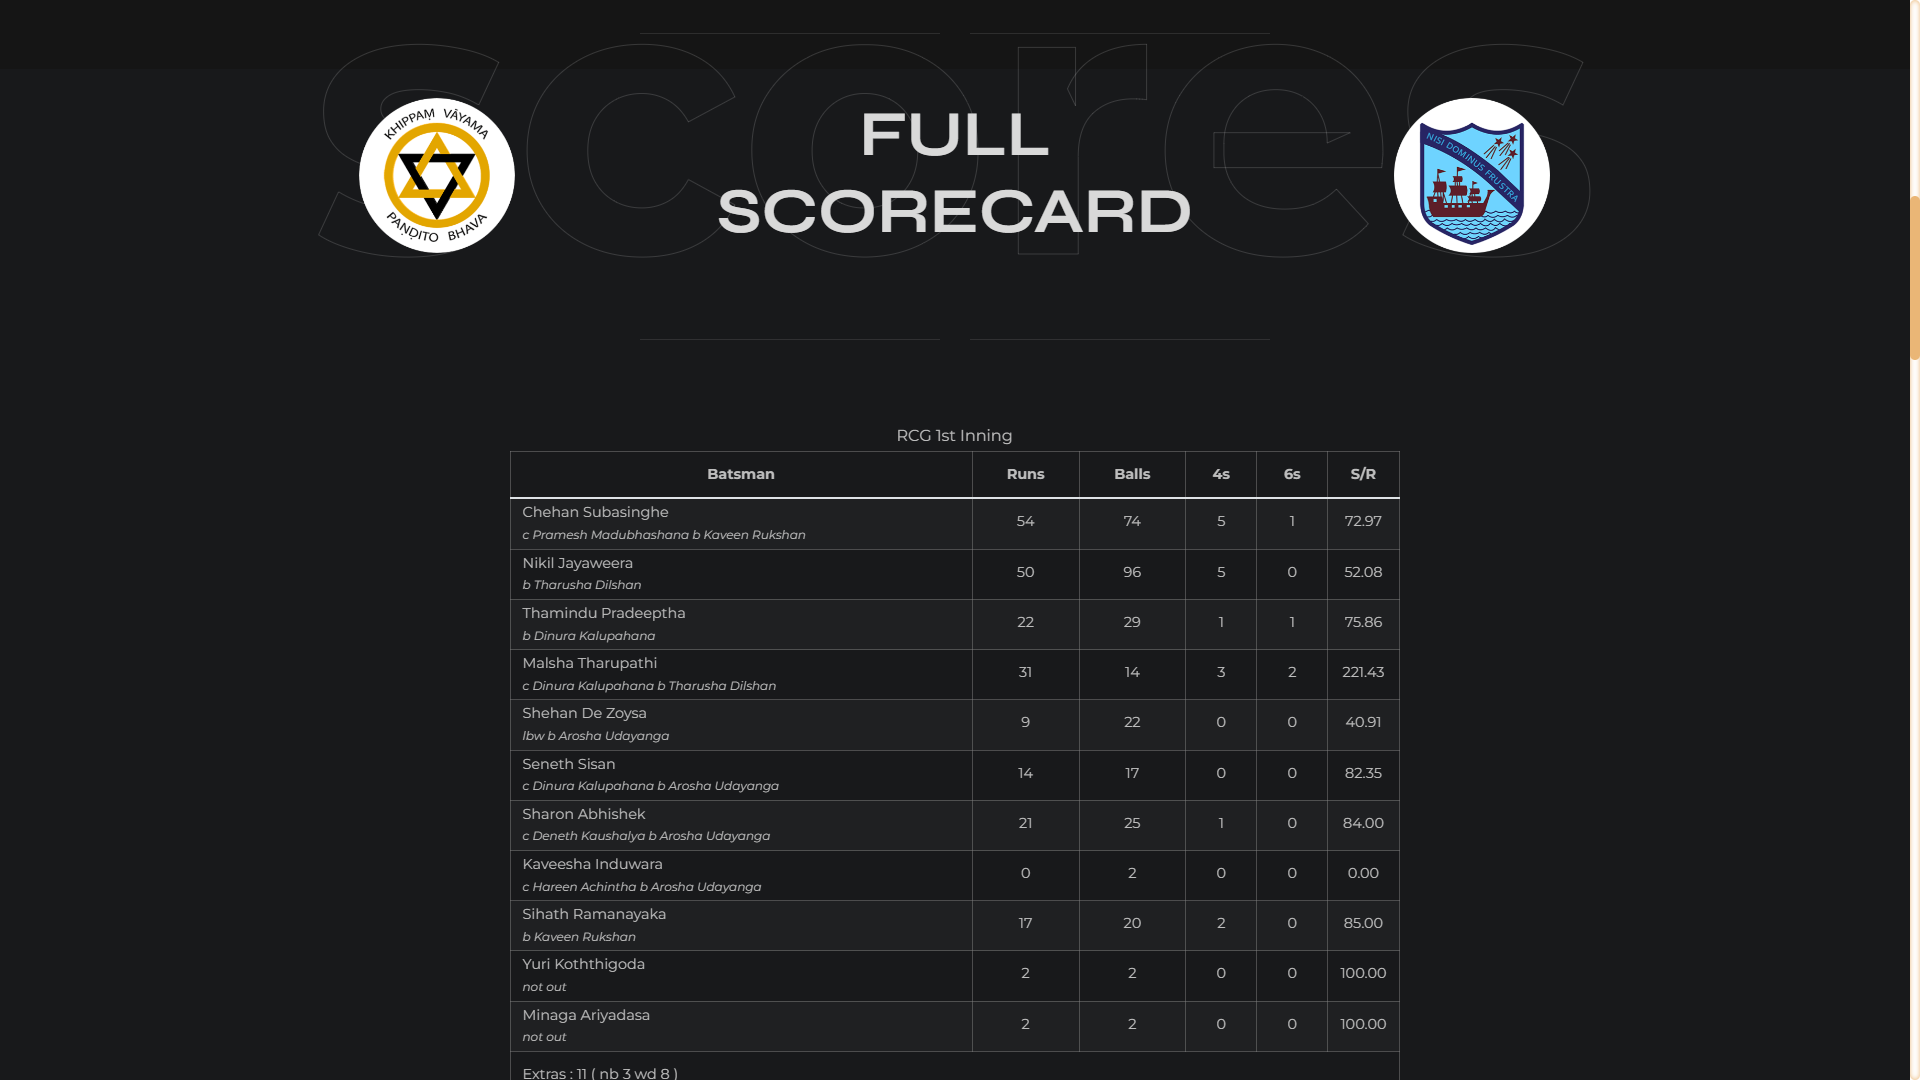 scores
KHIPPAṂ VĀYAMA
PAṆḌITO BHAVA
FULL
SCORECARD
NISI DOMINUS FRUSTRA
RCG 1st Inning
Batsman Runs Balls 4s 6s S/R
Chehan Subasinghe
c Pramesh Madubhashana b Kaveen Rukshan
54 74 5 1 72.97
Nikil Jayaweera
b Tharusha Dilshan
50 96 5 0 52.08
Thamindu Pradeeptha
b Dinura Kalupahana
22 29 1 1 75.86
Malsha Tharupathi
c Dinura Kalupahana b Tharusha Dilshan
31 14 3 2 221.43
Shehan De Zoysa
lbw b Arosha Udayanga
9 22 0 0 40.91
Seneth Sisan
c Dinura Kalupahana b Arosha Udayanga
14 17 0 0 82.35
Sharon Abhishek
c Deneth Kaushalya b Arosha Udayanga
21 25 1 0 84.00
Kaveesha Induwara
c Hareen Achintha b Arosha Udayanga
0 2 0 0 0.00
Sihath Ramanayaka
b Kaveen Rukshan
17 20 2 0 85.00
Yuri Koththigoda
not out
2 2 0 0 100.00
Minaga Ariyadasa
not out
2 2 0 0 100.00
Extras : 11 ( nb 3 wd 8 )